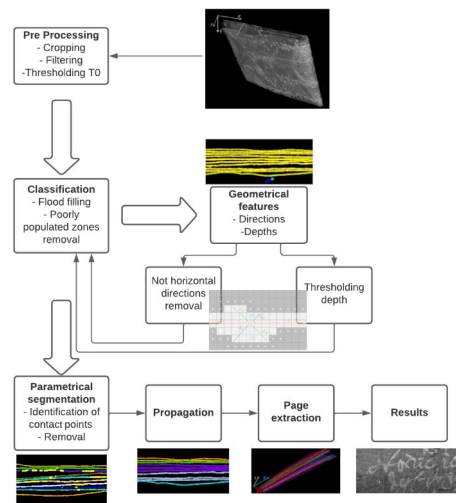 Pre Processing
- Cropping
- Filtering
-Thresholding T0
Classification
- Flood filling
- Poorly
populated zones
removal
Geometrical
features
- Directions
-Depths
Not horizontal
directions
removal
Thresholding
depth
Parametrical
segmentation
- Identification of
contact points
- Removal
Propagation
Page
extraction
Results